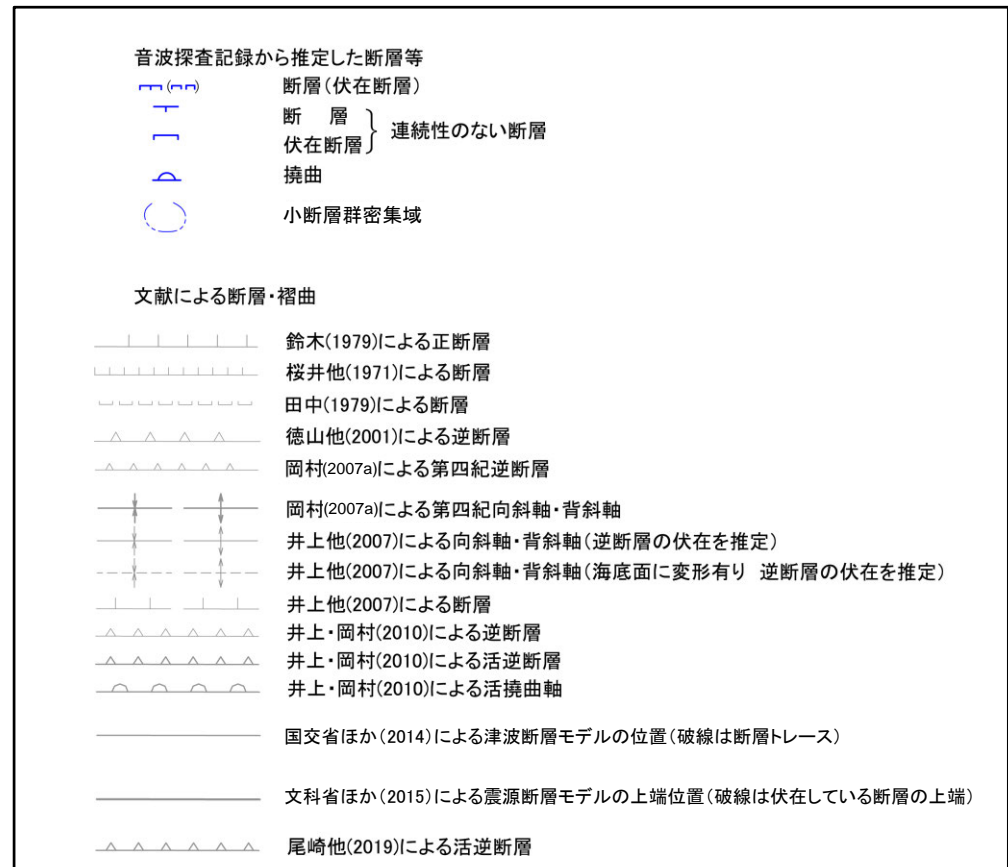 音波探査記録から推定した断層等
断層（伏在断層）
断　層
伏在断層
連続性のない断層
撓曲
小断層群密集域
文献による断層・褶曲
鈴木(1979)による正断層
桜井他(1971)による断層
田中(1979)による断層
徳山他(2001)による逆断層
岡村(2007a)による第四紀逆断層
岡村(2007a)による第四紀向斜軸・背斜軸
井上他(2007)による向斜軸・背斜軸(逆断層の伏在を推定)
井上他(2007)による向斜軸・背斜軸(海底面に変形有り　逆断層の伏在を推定)
井上他(2007)による断層
井上・岡村(2010)による逆断層
井上・岡村(2010)による活逆断層
井上・岡村(2010)による活撓曲軸
国交省ほか（2014）による津波断層モデルの位置（破線は断層トレース）
文科省ほか（2015）による震源断層モデルの上端位置（破線は伏在している断層の上端）
尾崎他(2019)による活逆断層